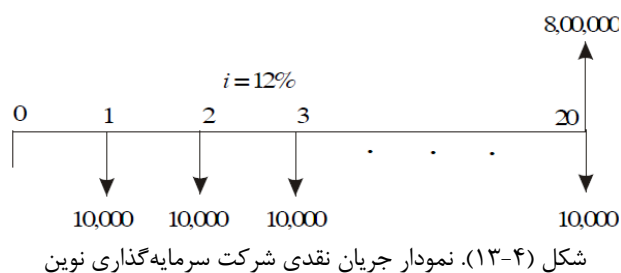 8,00,000
i = 12%
0 1 2 3 . . . 20
10,000 10,000 10,000 10,000
شکل (۴-۱۳). نمودار جریان نقدی شرکت سرمایه‌گذاری نوین